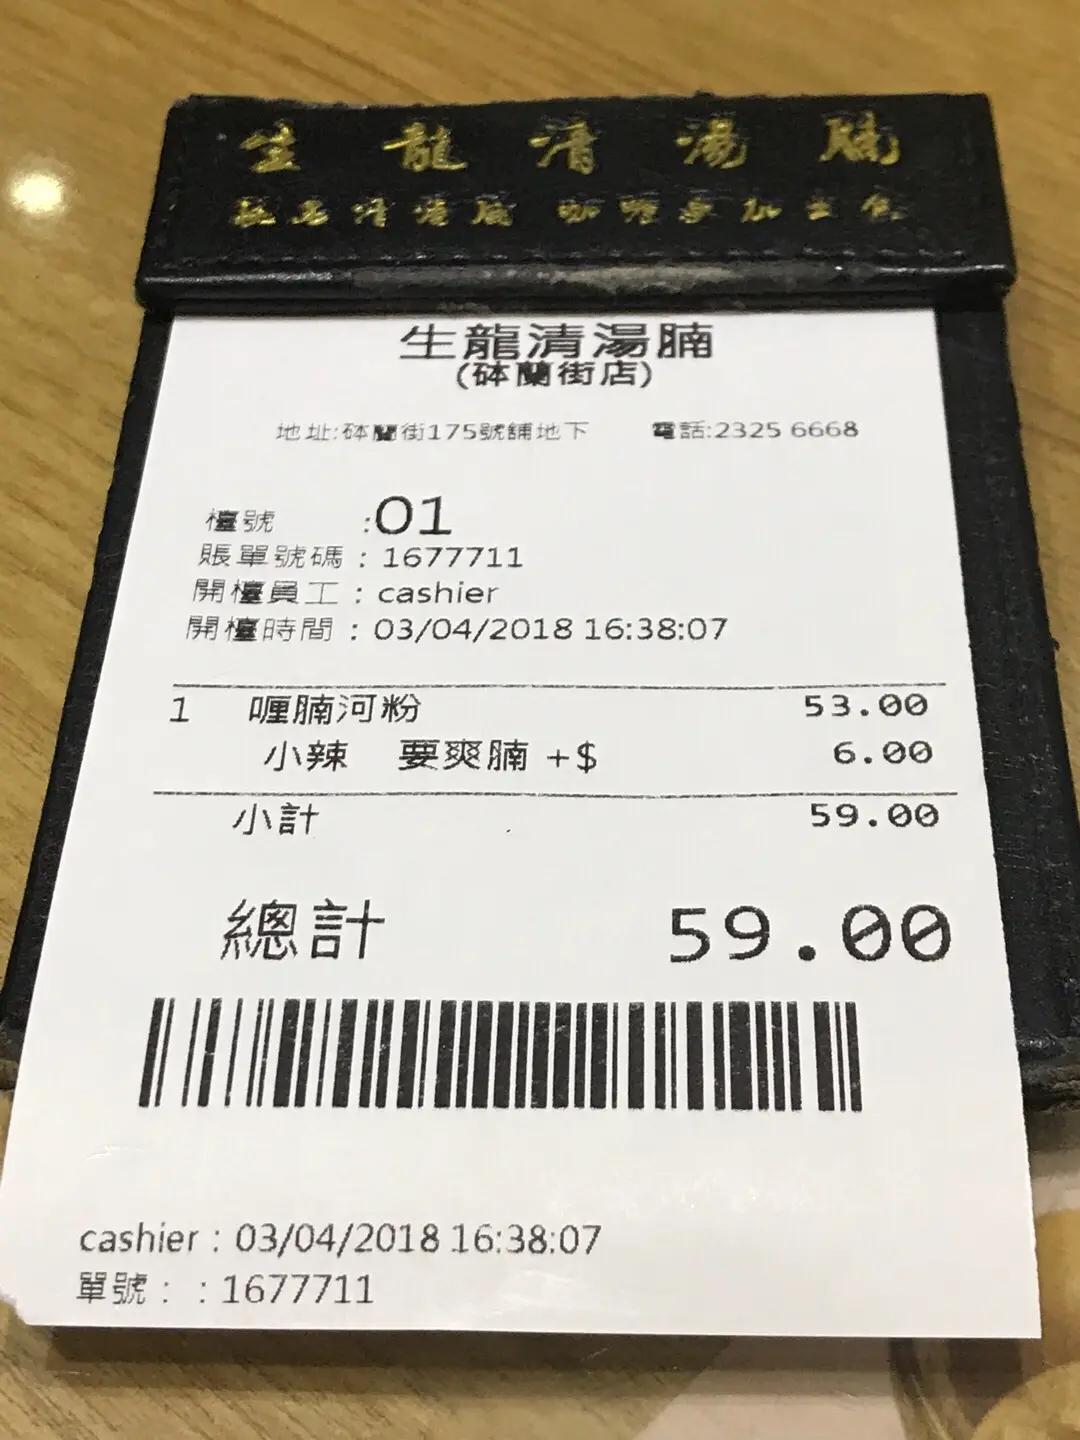 生龍清湯腩
生龍清湯腩
(砵蘭街店)
地址:砵蘭街175號舖地下 電話:2325 6668
檯號 :01
賬單號碼 : 1677711
開檯員工 : cashier
開檯時間 : 03/04/2018 16:38:07
1 喱腩河粉 53.00
小辣 要爽腩 +$ 6.00
小計 59.00
總計 59.00
cashier : 03/04/2018 16:38:07
單號 : : 1677711